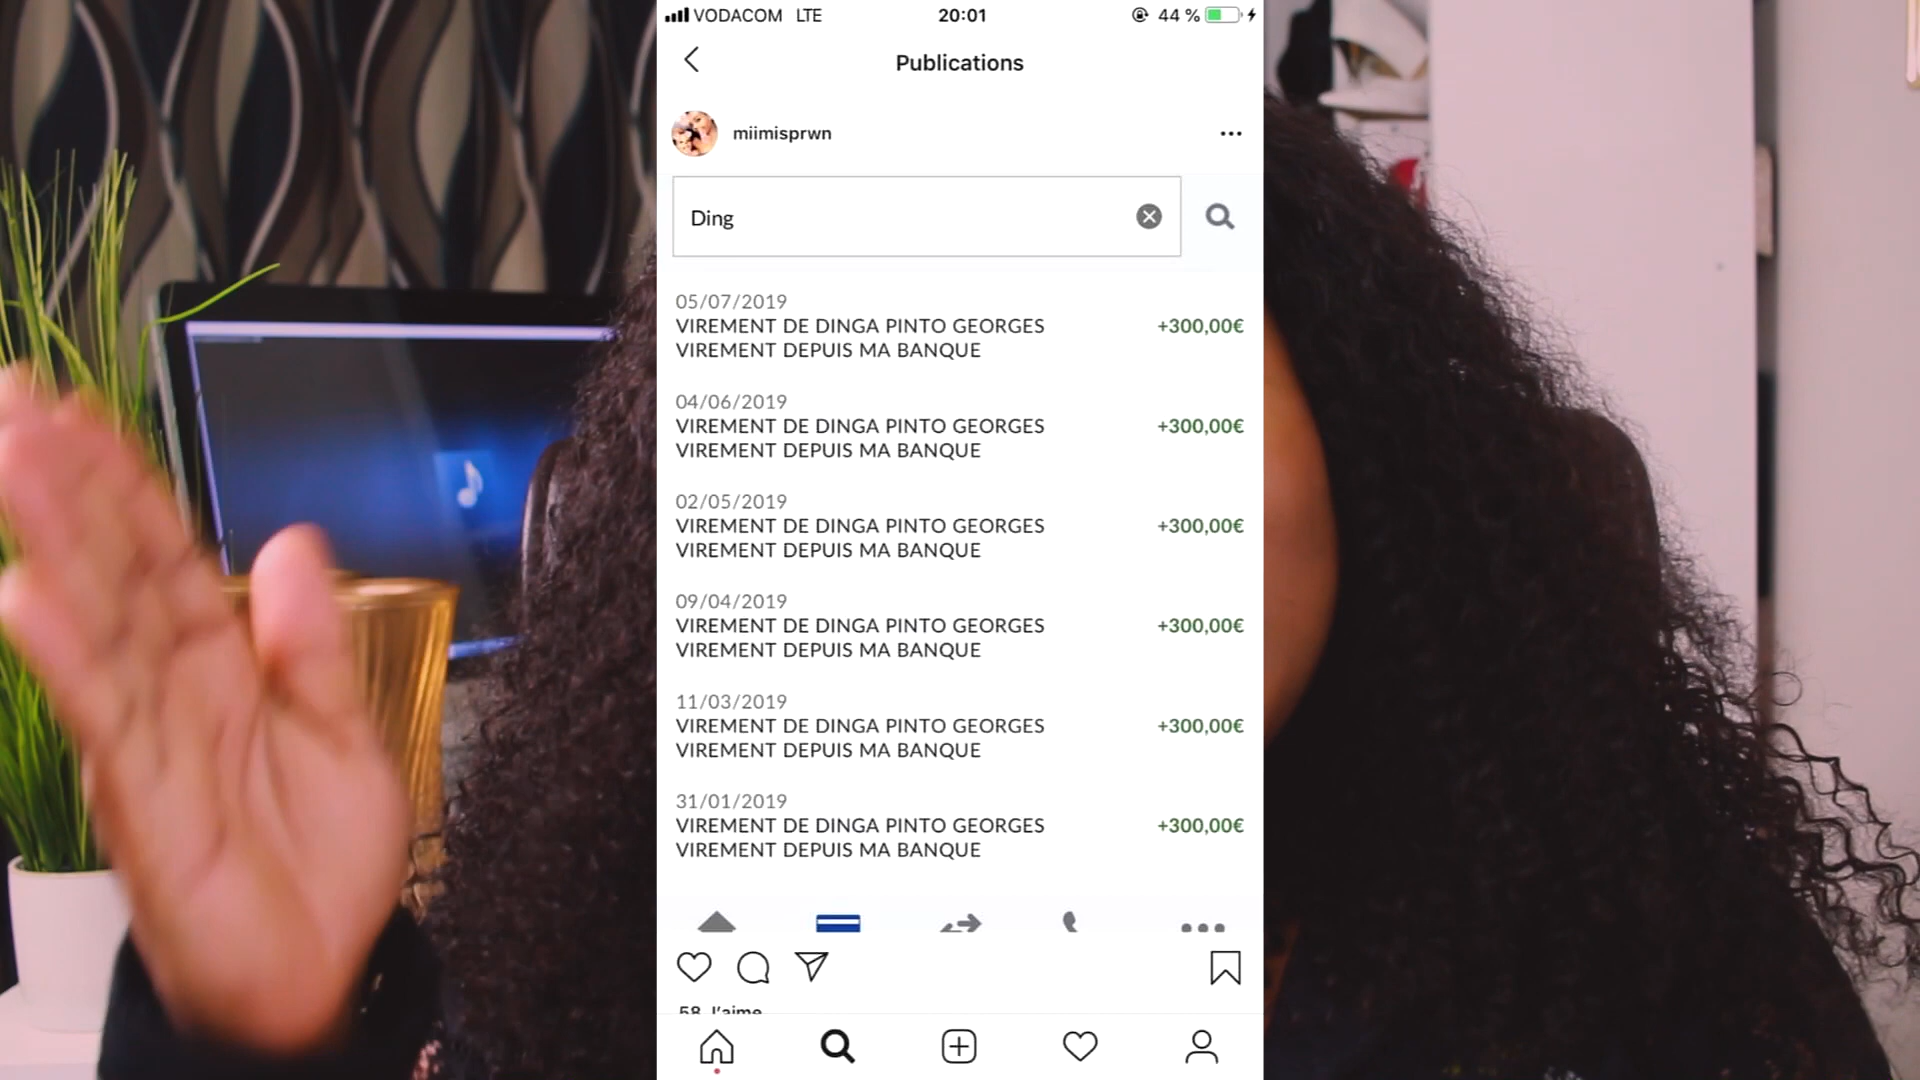 VODACOM LTE 20:01 44 %
Publications
miimisprwn
Ding
05/07/2019
VIREMENT DE DINGA PINTO GEORGES +300,00€
VIREMENT DEPUIS MA BANQUE
04/06/2019
VIREMENT DE DINGA PINTO GEORGES +300,00€
VIREMENT DEPUIS MA BANQUE
02/05/2019
VIREMENT DE DINGA PINTO GEORGES +300,00€
VIREMENT DEPUIS MA BANQUE
09/04/2019
VIREMENT DE DINGA PINTO GEORGES +300,00€
VIREMENT DEPUIS MA BANQUE
11/03/2019
VIREMENT DE DINGA PINTO GEORGES +300,00€
VIREMENT DEPUIS MA BANQUE
31/01/2019
VIREMENT DE DINGA PINTO GEORGES +300,00€
VIREMENT DEPUIS MA BANQUE
58 J'aime